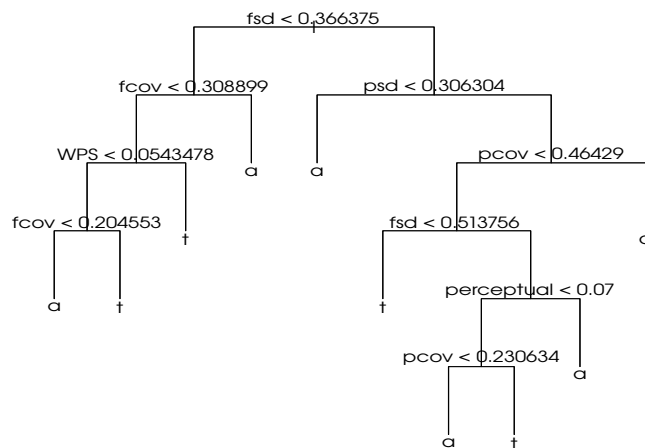 fsd < 0.366375
fcov < 0.308899
psd < 0.306304
WPS < 0.0543478
a
a
pcov < 0.46429
fcov < 0.204553
t
fsd < 0.513756
a
t
t
perceptual < 0.07
pcov < 0.230634
a
a
t